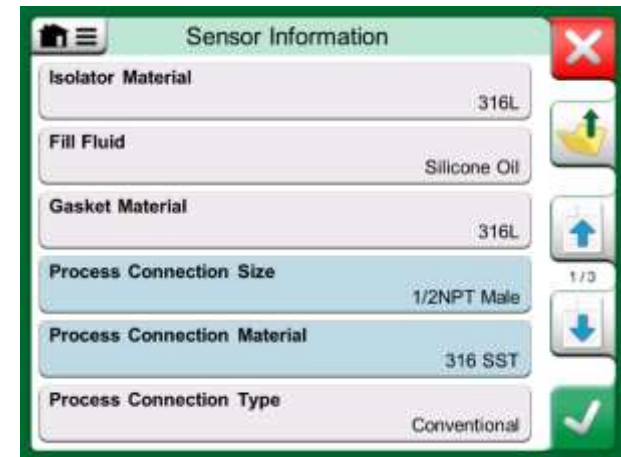 Sensor Information
Isolator Material
316L
Fill Fluid
Silicone Oil
Gasket Material
316L
Process Connection Size
1/2NPT Male
1/3
Process Connection Material
316 SST
Process Connection Type
Conventional